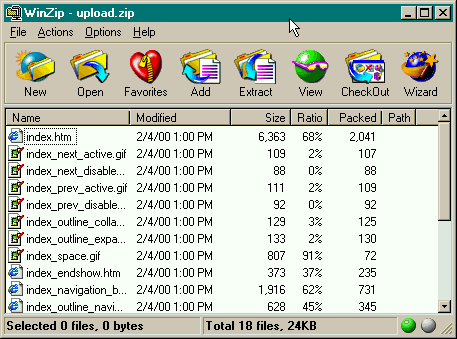 WinZip - upload.zip
File Actions Options Help
New Open Favorites Add Extract View CheckOut Wizard
Name Modified Size Ratio Packed Path
index.htm 2/4/00 1:00 PM 6,363 68% 2,041
index_next_active.gif 2/4/00 1:00 PM 109 2% 107
index_next_disable... 2/4/00 1:00 PM 88 0% 88
index_prev_active.gif 2/4/00 1:00 PM 111 2% 109
index_prev_disable... 2/4/00 1:00 PM 92 0% 92
index_outline_colla... 2/4/00 1:00 PM 129 3% 125
index_outline_expa... 2/4/00 1:00 PM 133 2% 130
index_space.gif 2/4/00 1:00 PM 807 91% 72
index_endshow.htm 2/4/00 1:00 PM 373 37% 235
index_navigation_b... 2/4/00 1:00 PM 1,916 62% 731
index_outline_navi... 2/4/00 1:00 PM 628 45% 345
Selected 0 files, 0 bytes Total 18 files, 24KB